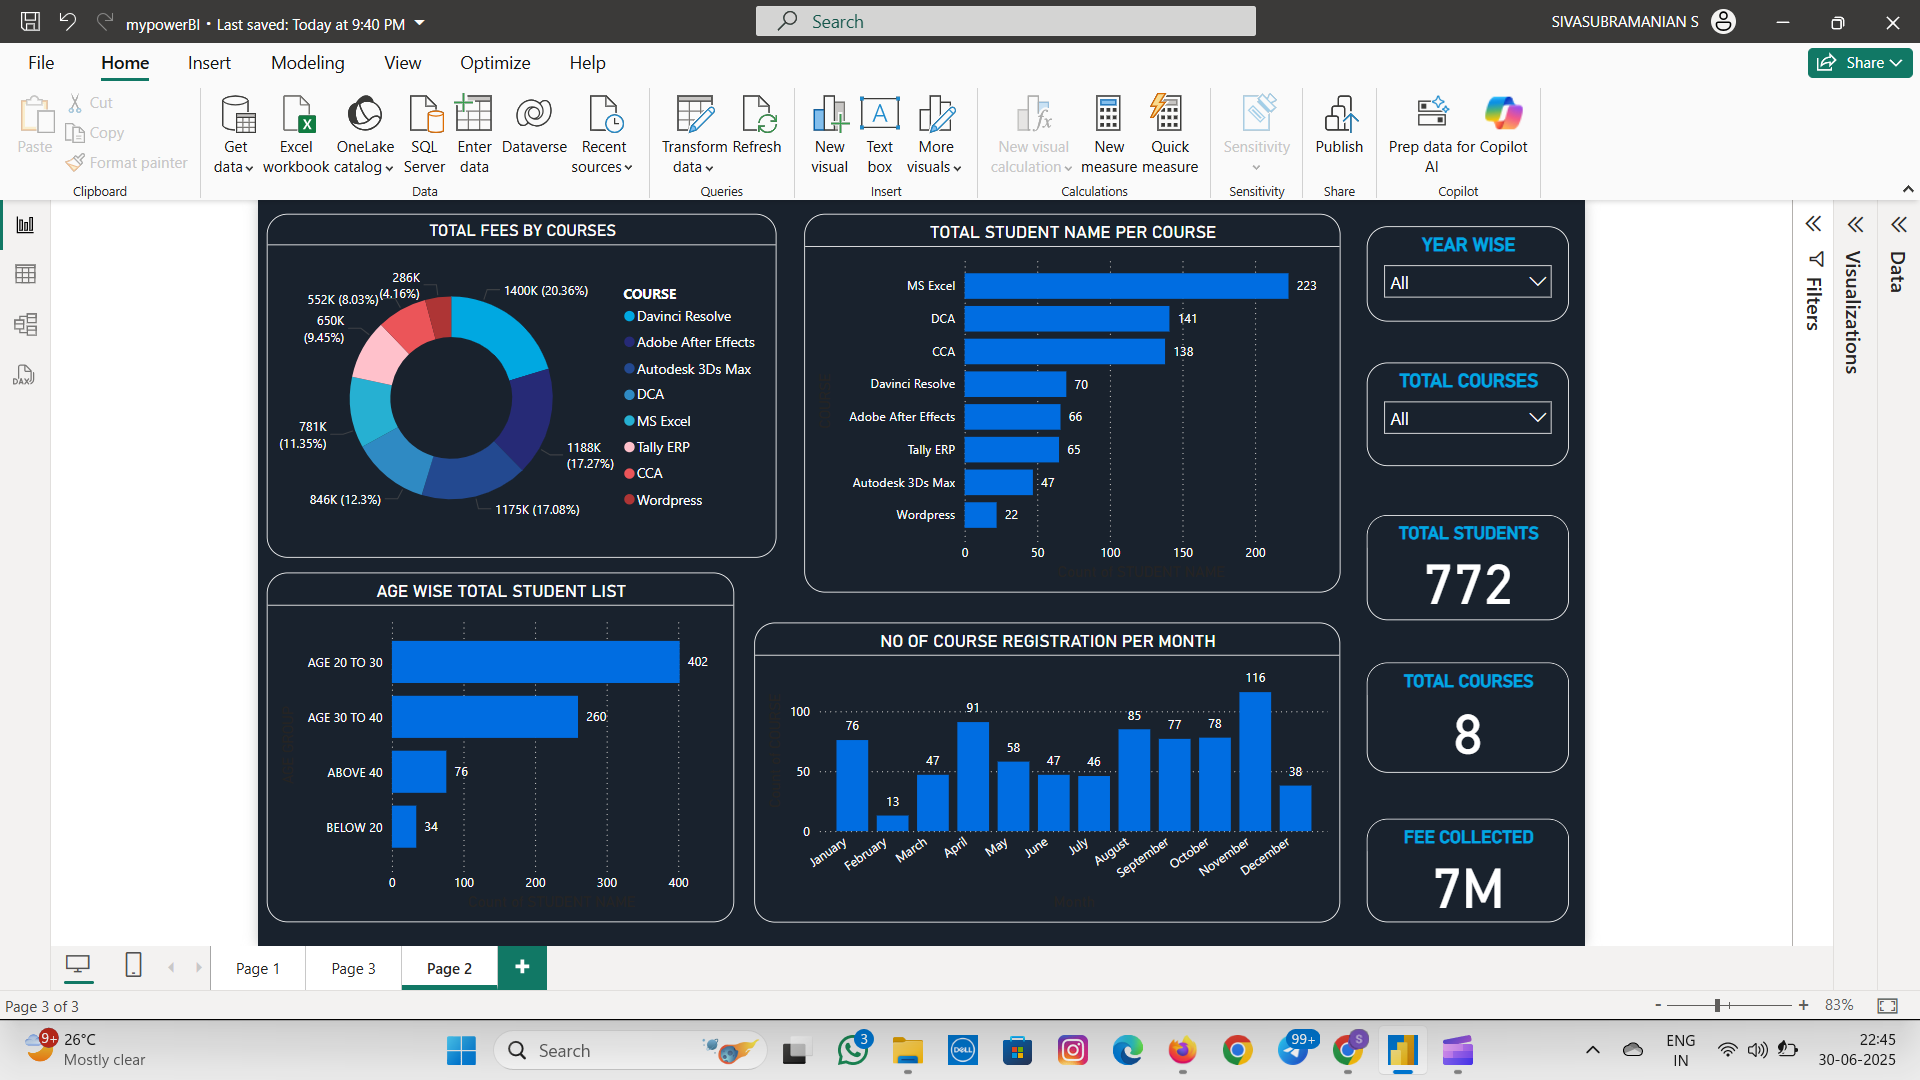 mypowerBI • Last saved: Today at 9:40 PM
Search
SIVASUBRAMANIAN S
File
Home
Insert
Modeling
View
Optimize
Help
Share
Paste
Cut
Copy
Format painter
Clipboard
Get data
Excel workbook
OneLake catalog
SQL Server
Enter data
Dataverse
Recent sources
Data
Transform data
Refresh
Queries
New visual
Text box
More visuals
Insert
New visual calculation
New measure
Quick measure
Calculations
Sensitivity
Sensitivity
Publish
Share
Prep data for AI
Copilot
Copilot
TOTAL FEES BY COURSES
1400K (20.36%)
1188K (17.27%)
1175K (17.08%)
846K (12.3%)
781K (11.35%)
650K (9.45%)
552K (8.03%)
286K (4.16%)
COURSE
Davinci Resolve
Adobe After Effects
Autodesk 3Ds Max
DCA
MS Excel
Tally ERP
CCA
Wordpress
TOTAL STUDENT NAME PER COURSE
MS Excel 223
DCA 141
CCA 138
Davinci Resolve 70
Adobe After Effects 66
Tally ERP 65
Autodesk 3Ds Max 47
Wordpress 22
0 50 100 150 200
YEAR WISE
All
TOTAL COURSES
All
TOTAL STUDENTS
772
TOTAL COURSES
8
FEE COLLECTED
7M
AGE WISE TOTAL STUDENT LIST
AGE 20 TO 30 402
AGE 30 TO 40 260
ABOVE 40 76
BELOW 20 34
0 100 200 300 400
NO OF COURSE REGISTRATION PER MONTH
100
50
0
76 13 47 91 58 47 46 85 77 78 116 38
January February March April May June July August September October November December
Filters
Visualizations
Data
DAX
Page 1
Page 3
Page 2
+
Page 3 of 3
- + 83%
9+
26°C
Mostly clear
Search
3
DELL
99+
S
ENG
IN
22:45
30-06-2025